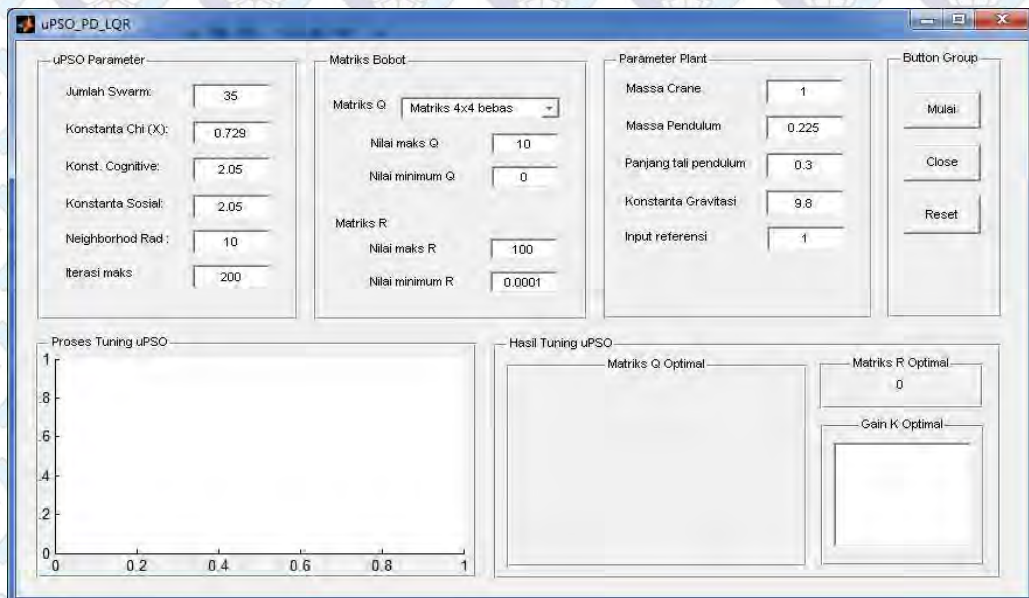 uPSO_PD_LQR
uPSO Parameter
Jumlah Swarm: 35
Konstanta Chi (X): 0.729
Konst. Cognitive: 2.05
Konstanta Sosial: 2.05
Neighborhod Rad : 10
Iterasi maks 200
Matriks Bobot
Matriks Q Matriks 4x4 bebas
Nilai maks Q 10
Nilai minimum Q 0
Matriks R
Nilai maks R 100
Nilai minimum R 0.0001
Parameter Plant
Massa Crane 1
Massa Pendulum 0.225
Panjang tali pendulum 0.3
Konstanta Gravitasi 9.8
Input referensi 1
Button Group
Mulai
Close
Reset
Proses Tuning uPSO
1
.8
.6
.4
.2
0
0 0.2 0.4 0.6 0.8 1
Hasil Tuning uPSO
Matriks Q Optimal
Matriks R Optimal
0
Gain K Optimal